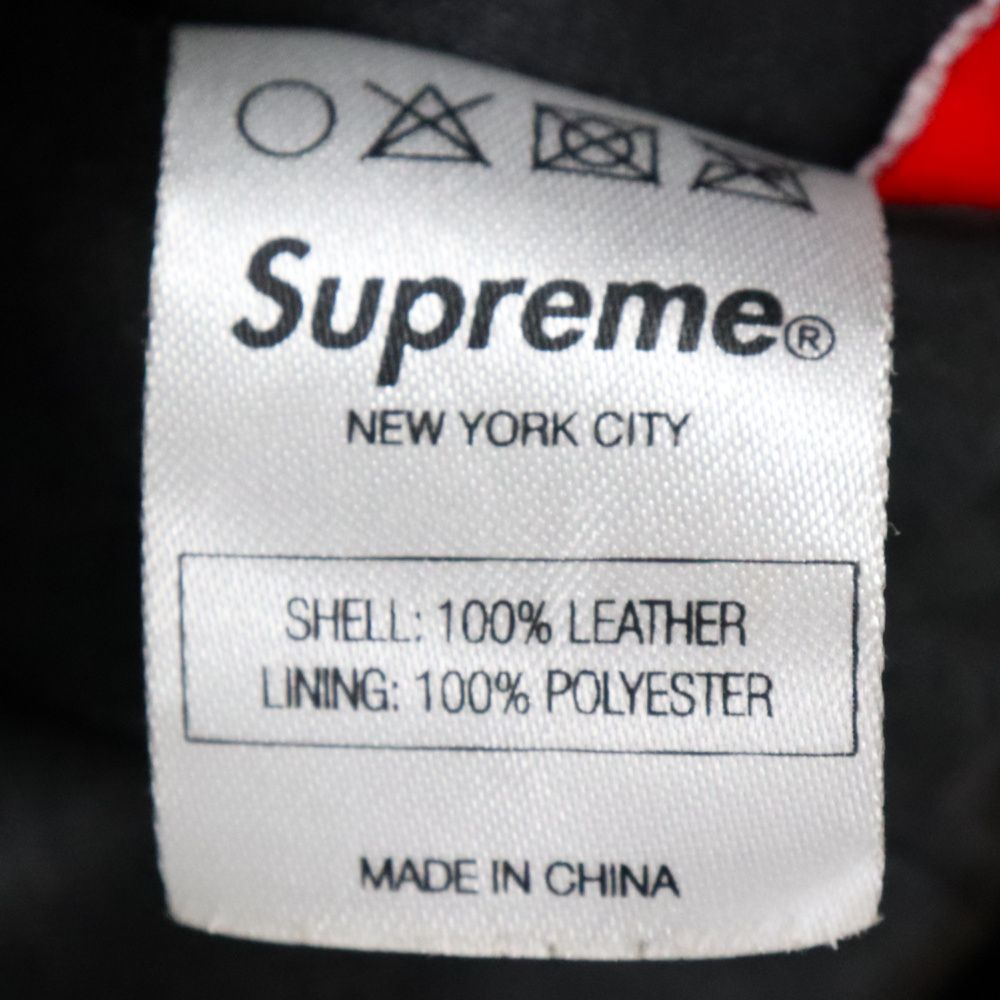 Supreme®
NEW YORK CITY
SHELL: 100% LEATHER
LINING: 100% POLYESTER
MADE IN CHINA